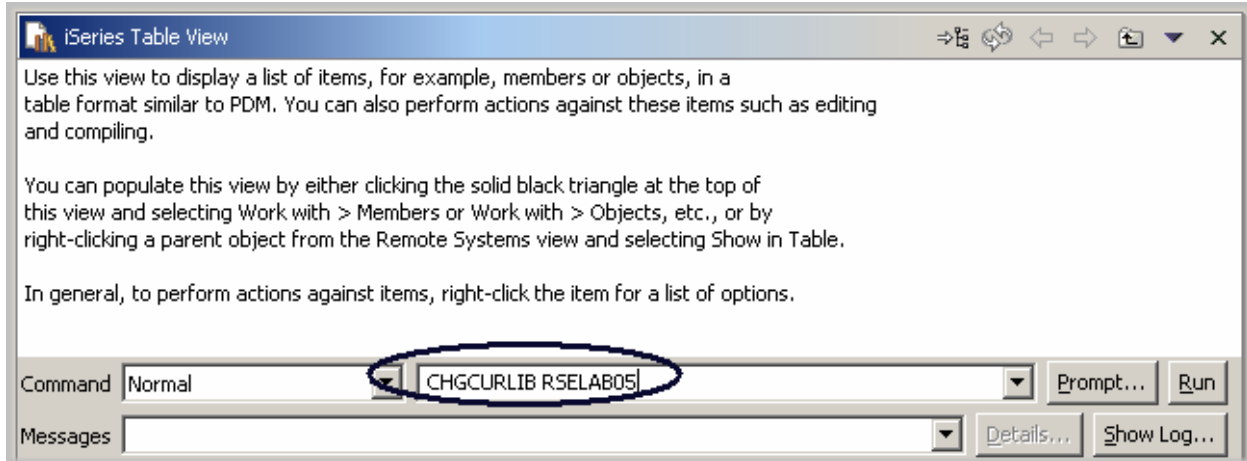 iSeries Table View
Use this view to display a list of items, for example, members or objects, in a
table format similar to PDM. You can also perform actions against these items such as editing
and compiling.
You can populate this view by either clicking the solid black triangle at the top of
this view and selecting Work with > Members or Work with > Objects, etc., or by
right-clicking a parent object from the Remote Systems view and selecting Show in Table.
In general, to perform actions against items, right-click the item for a list of options.
Command Normal CHGCURLIB RSELAB05 Prompt... Run
Messages Details... Show Log...